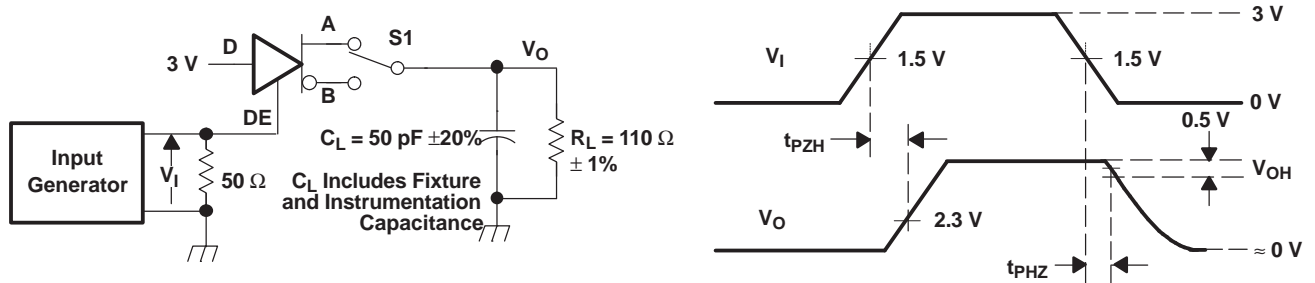 A
S1
V_O
D
3 V
B
DE
Input
Generator
V_I
50 Ω
C_L = 50 pF ±20%
R_L = 110 Ω
± 1%
C_L Includes Fixture
and Instrumentation
Capacitance
3 V
V_I
1.5 V
1.5 V
0 V
0.5 V
t_PZH
V_OH
V_O
2.3 V
≈ 0 V
t_PHZ